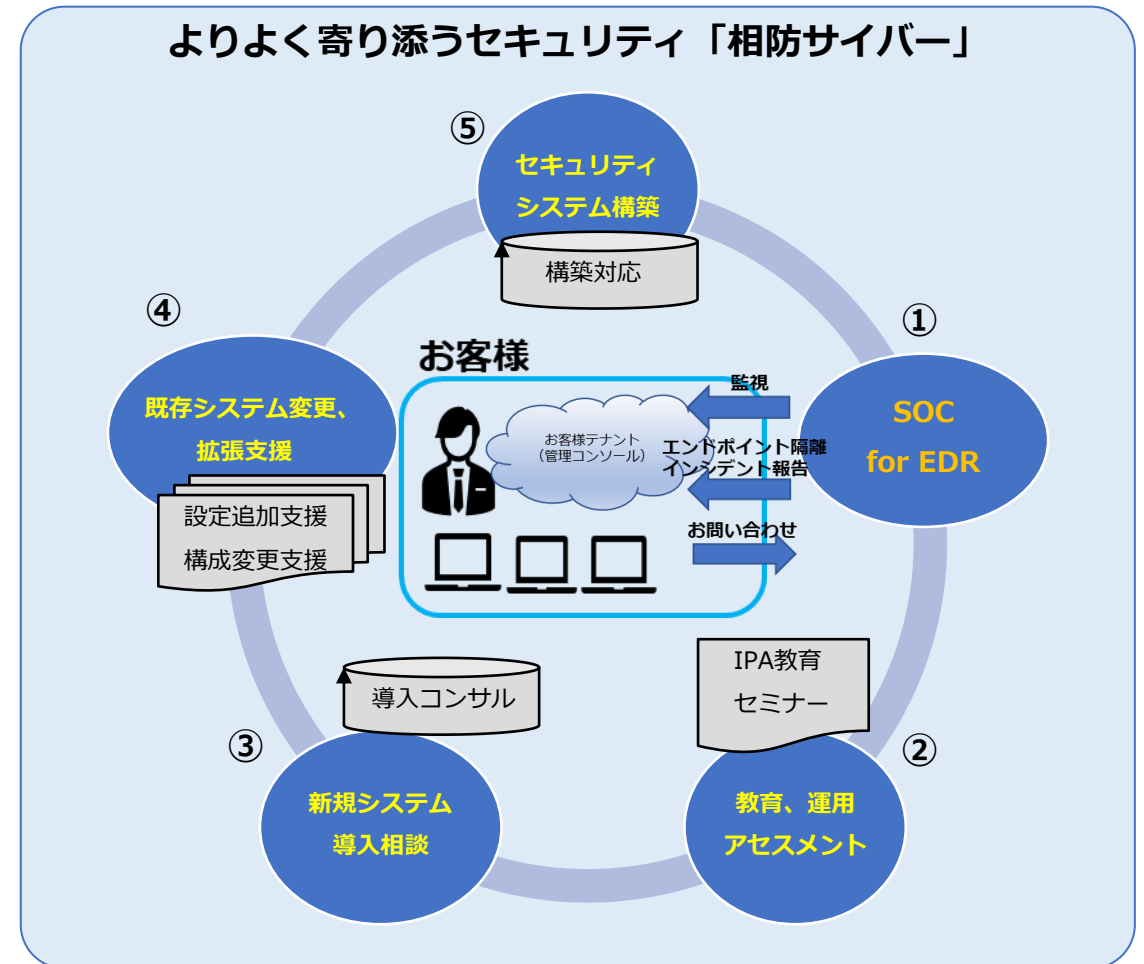 よりよく寄り添うセキュリティ「相防サイバー」
⑤
セキュリティ
システム構築
構築対応
④
既存システム変更、
拡張支援
設定追加支援
構成変更支援
お客様
お客様テナント
（管理コンソール）
監視
エンドポイント隔離
インシデント報告
お問い合わせ
①
SOC
for EDR
導入コンサル
③
新規システム
導入相談
IPA教育
セミナー
②
教育、運用
アセスメント